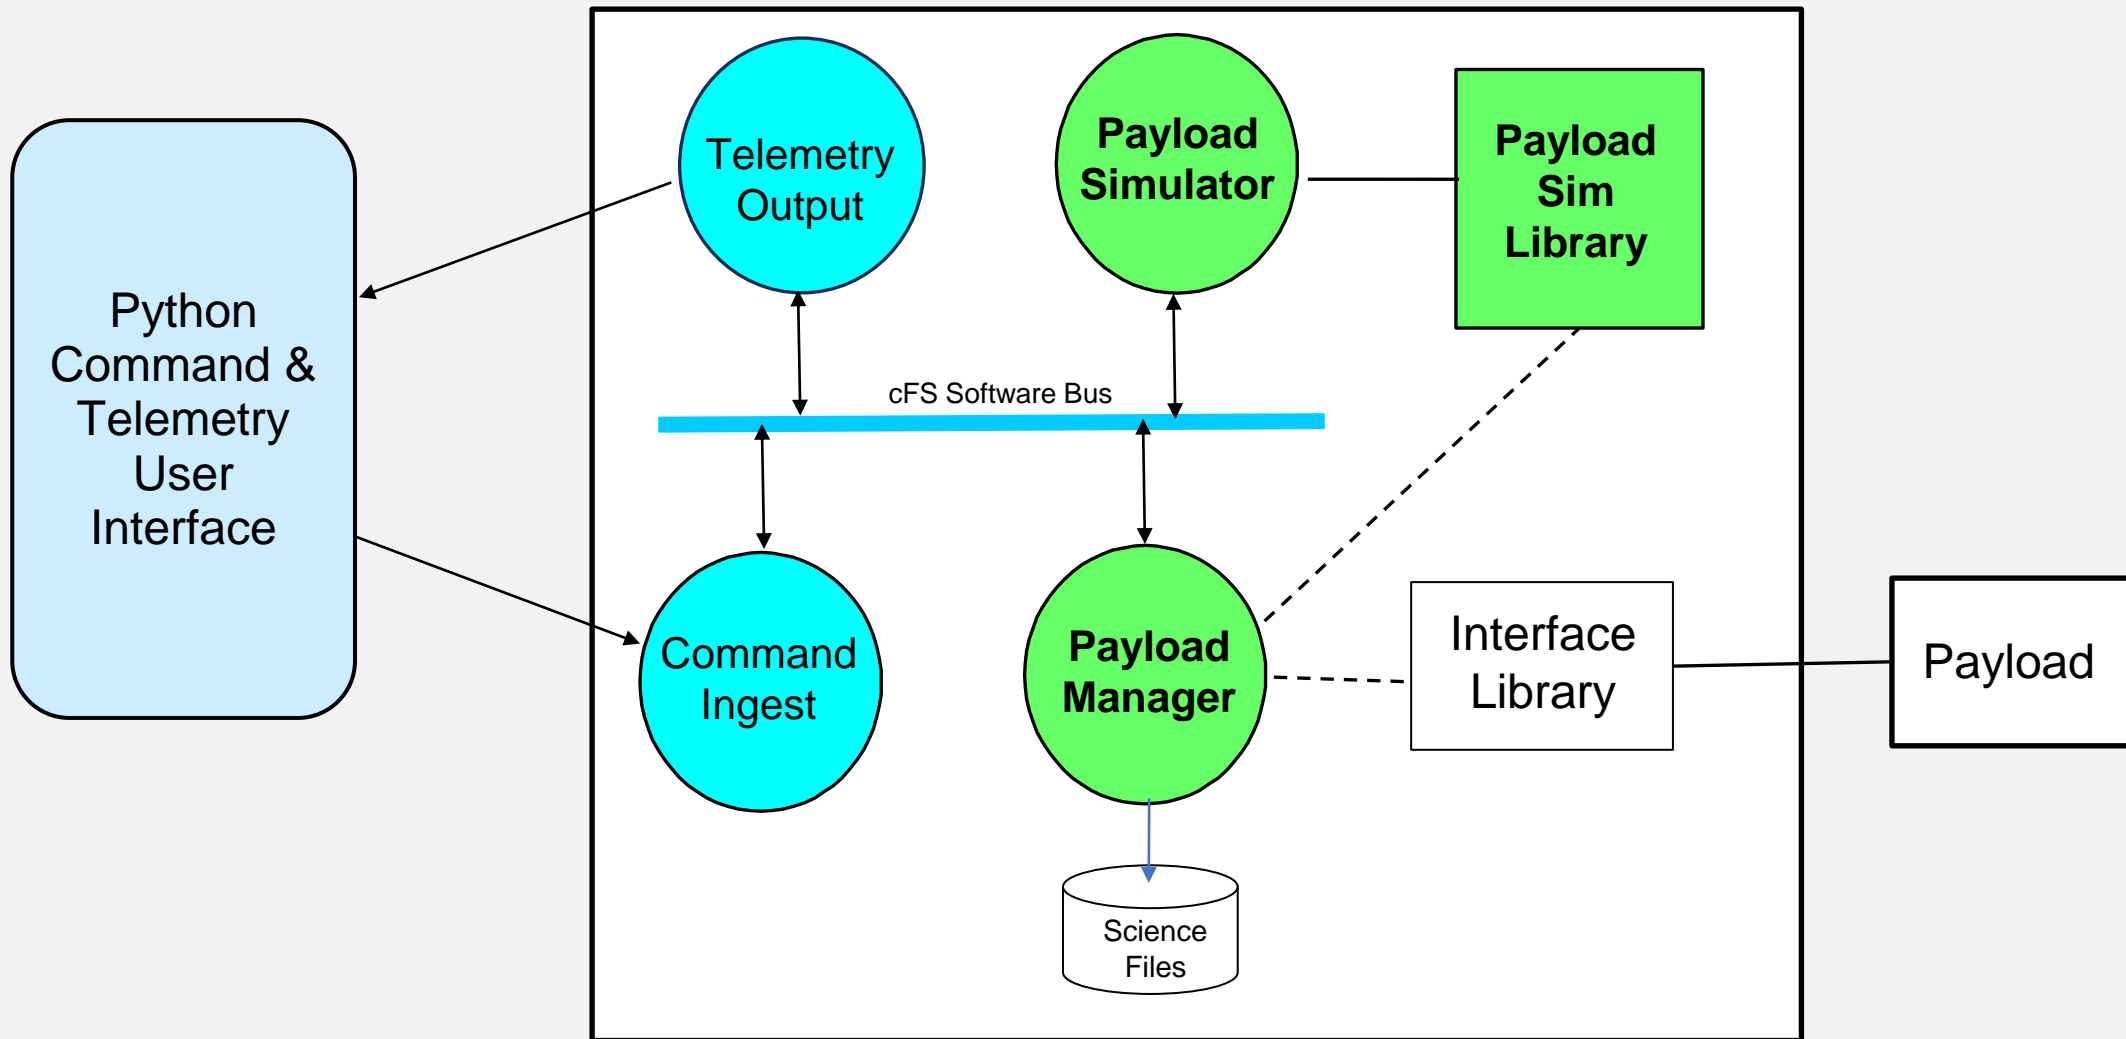 Python
Command &
Telemetry
User
Interface
Telemetry
Output
Payload
Simulator
Payload
Sim
Library
cFS Software Bus
Command
Ingest
Payload
Manager
Interface
Library
Payload
Science
Files